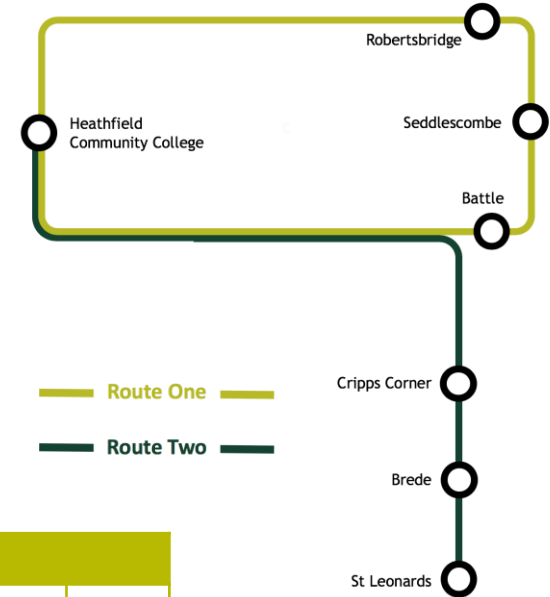 Robertsbridge
Heathfield
Community College
Seddlescombe
Battle
Cripps Corner
Route One
Route Two
Brede
St Leonards